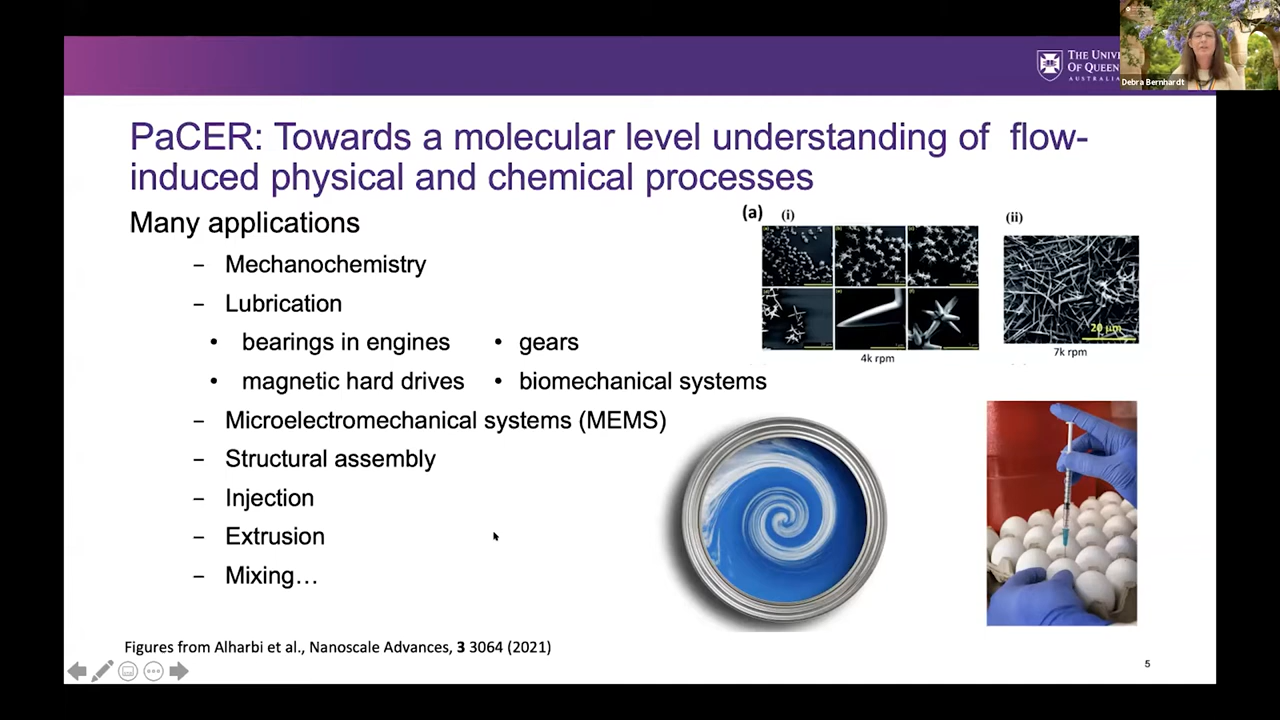 THE UNIVE
OF QUEEN
AUSTRALIA
Debra Bernhardt
PaCER: Towards a molecular level understanding of flow-
induced physical and chemical processes
Many applications
– Mechanochemistry
– Lubrication
• bearings in engines • gears
• magnetic hard drives • biomechanical systems
– Microelectromechanical systems (MEMS)
– Structural assembly
– Injection
– Extrusion
– Mixing…
(a) (i) (ii)
20 µm
4k rpm
7k rpm
Figures from Alharbi et al., Nanoscale Advances, 3 3064 (2021)
5